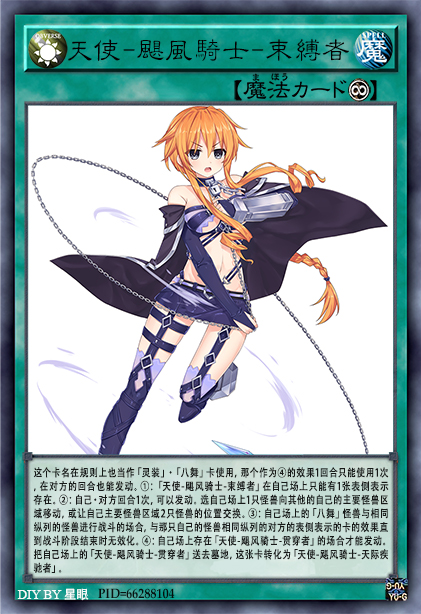 DIVERSE
天使-颶風騎士-束縛者
SPELL
魔
まほう
【魔法カード】
这个卡名在规则上也当作「灵装」·「八舞」卡使用，那个作为④的效果1回合只能使用1次
，在对方的回合也能发动。①：「天使-飓风骑士-束缚者」在自己场上只能有1张表侧表示
存在。②：自己·对方回合1次，可以发动。选自己场上1只怪兽向其他的自己的主要怪兽区
域移动，或让自己主要怪兽区域2只怪兽的位置交换。③：自己场上的「八舞」怪兽与相同
纵列的怪兽进行战斗的场合，与那只自己的怪兽相同纵列的对方的表侧表示的卡的效果直
到战斗阶段结束时无效化。④：自己场上存在「天使-飓风骑士-贯穿者」的场合才能发动。
把自己场上的「天使-飓风骑士-贯穿者」送去墓地，这张卡转化为「天使-飓风骑士-天际疾
驰者」。
DIY BY 星眼 PID=66288104
YU-G